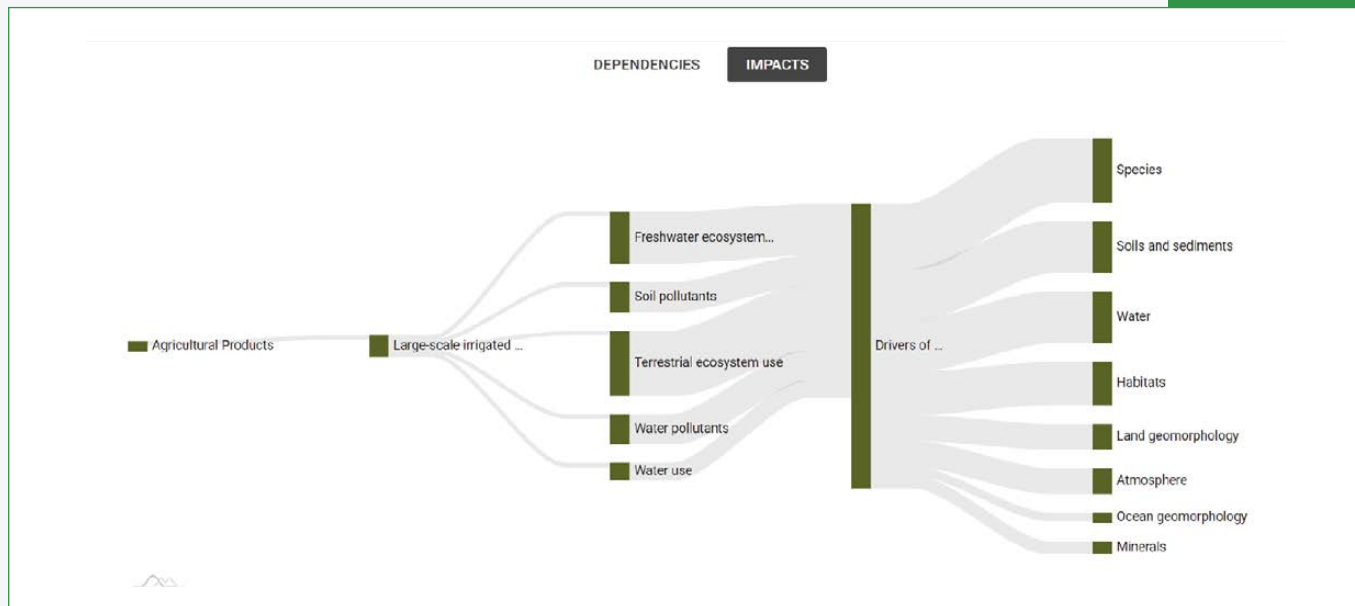 DEPENDENCIES
IMPACTS
Agricultural Products
Large-scale irrigated ...
Freshwater ecosystem...
Soil pollutants
Terrestrial ecosystem use
Water pollutants
Water use
Drivers of ...
Species
Soils and sediments
Water
Habitats
Land geomorphology
Atmosphere
Ocean geomorphology
Minerals